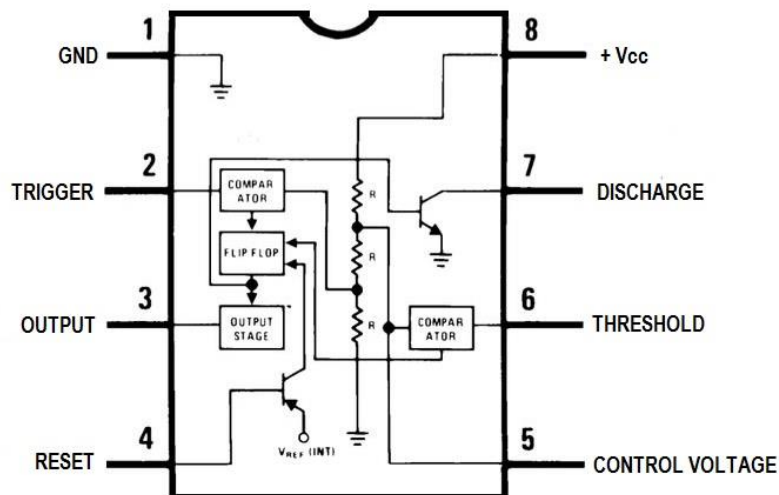 1
GND
8
+ Vcc
2
TRIGGER
COMPAR
ATOR
R
7
DISCHARGE
FLIP FLOP
R
3
OUTPUT
OUTPUT
STAGE
R
COMPAR
ATOR
6
THRESHOLD
4
RESET
VREF (INT)
5
CONTROL VOLTAGE